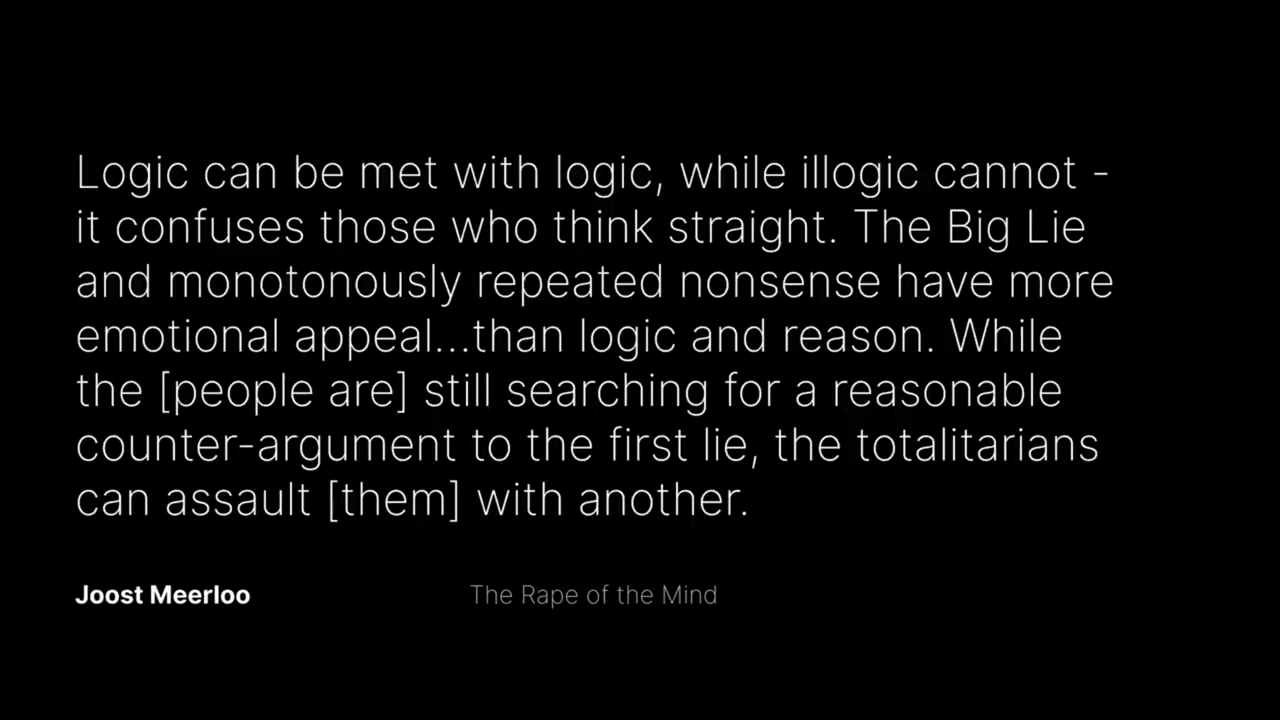 Logic can be met with logic, while illogic cannot -
it confuses those who think straight. The Big Lie
and monotonously repeated nonsense have more
emotional appeal...than logic and reason. While
the [people are] still searching for a reasonable
counter-argument to the first lie, the totalitarians
can assault [them] with another.
Joost Meerloo
The Rape of the Mind